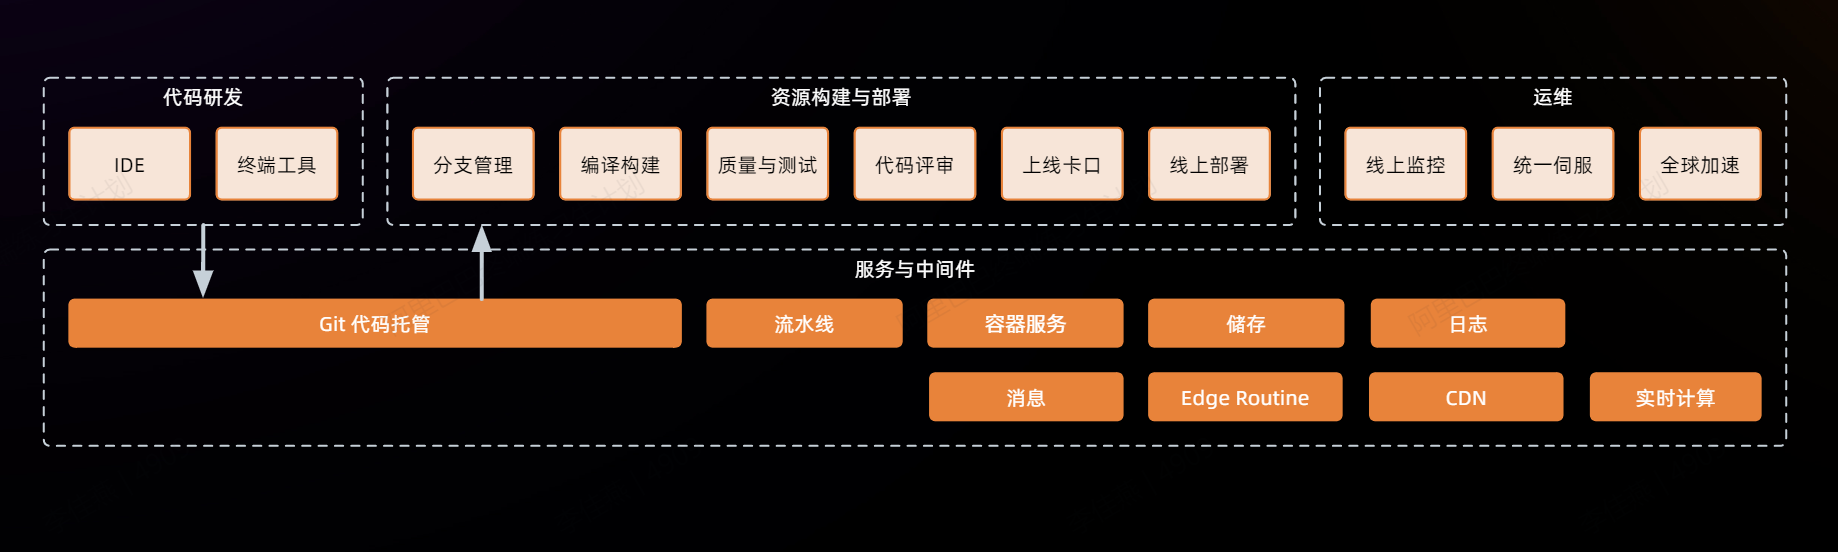 代码研发
IDE
终端工具
资源构建与部署
分支管理
编译构建
质量与测试
代码评审
上线卡口
线上部署
运维
线上监控
统一伺服
全球加速
服务与中间件
Git 代码托管
流水线
容器服务
储存
日志
消息
Edge Routine
CDN
实时计算